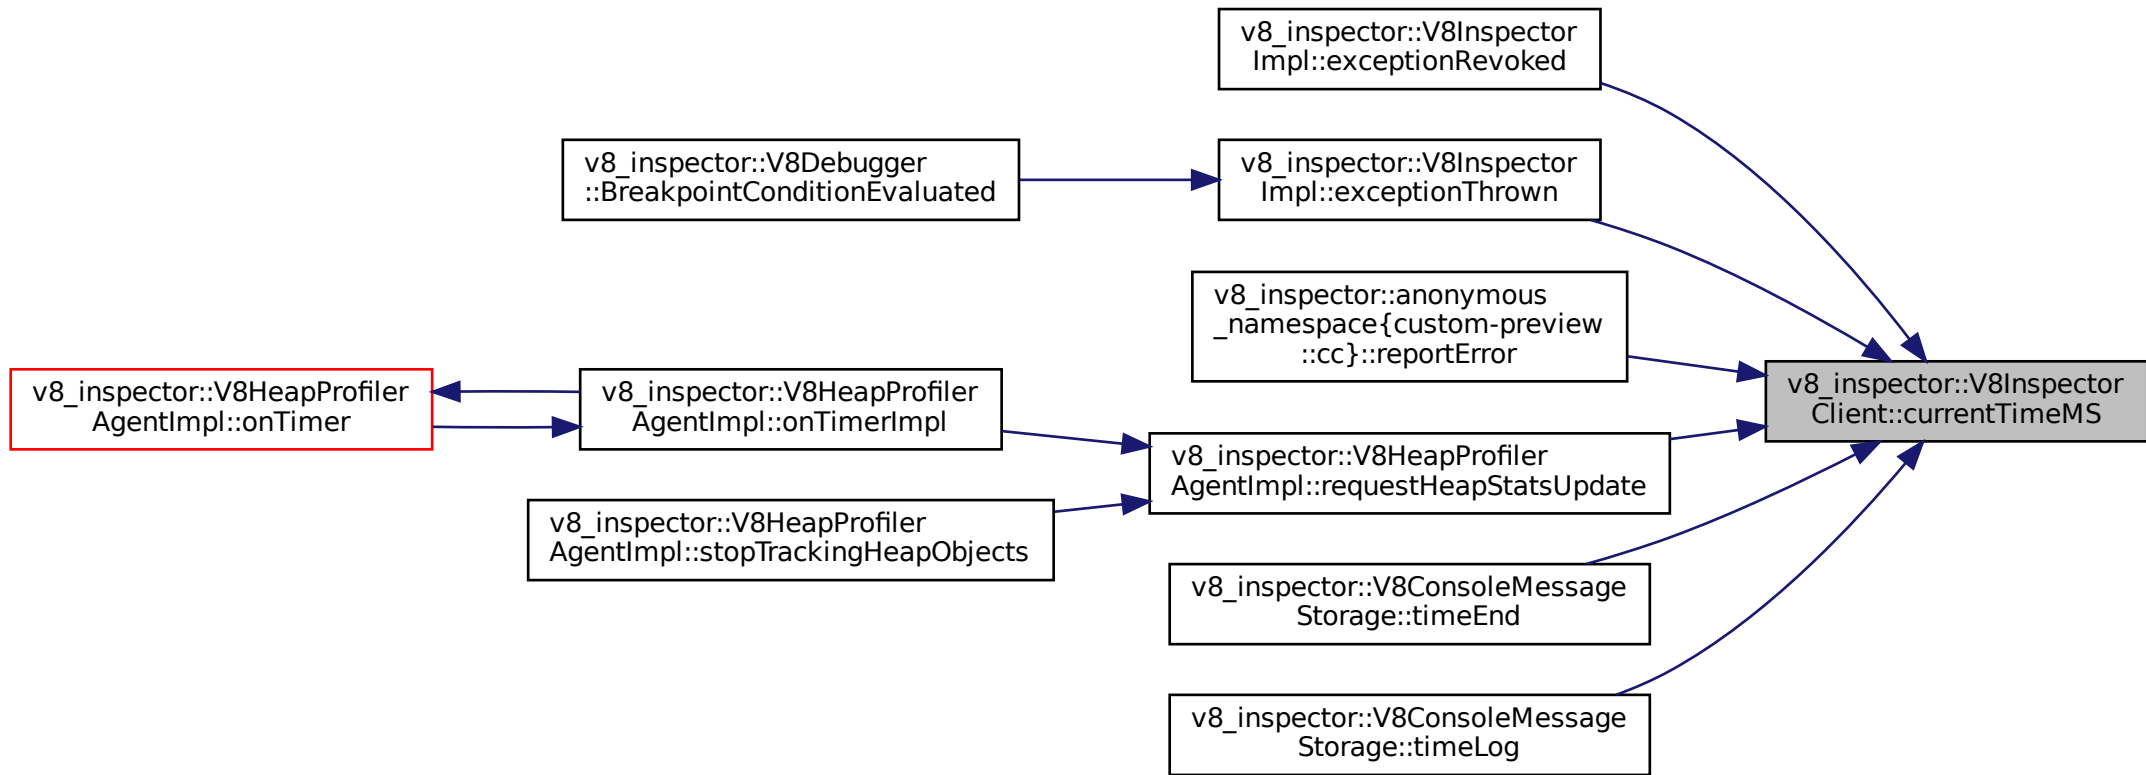 v8_inspector::V8Inspector
Impl::exceptionRevoked
v8_inspector::V8Debugger
::BreakpointConditionEvaluated
v8_inspector::V8Inspector
Impl::exceptionThrown
v8_inspector::anonymous
_namespace{custom-preview
::cc}::reportError
v8_inspector::V8HeapProfiler
AgentImpl::onTimer
v8_inspector::V8HeapProfiler
AgentImpl::onTimerImpl
v8_inspector::V8Inspector
Client::currentTimeMS
v8_inspector::V8HeapProfiler
AgentImpl::requestHeapStatsUpdate
v8_inspector::V8HeapProfiler
AgentImpl::stopTrackingHeapObjects
v8_inspector::V8ConsoleMessage
Storage::timeEnd
v8_inspector::V8ConsoleMessage
Storage::timeLog